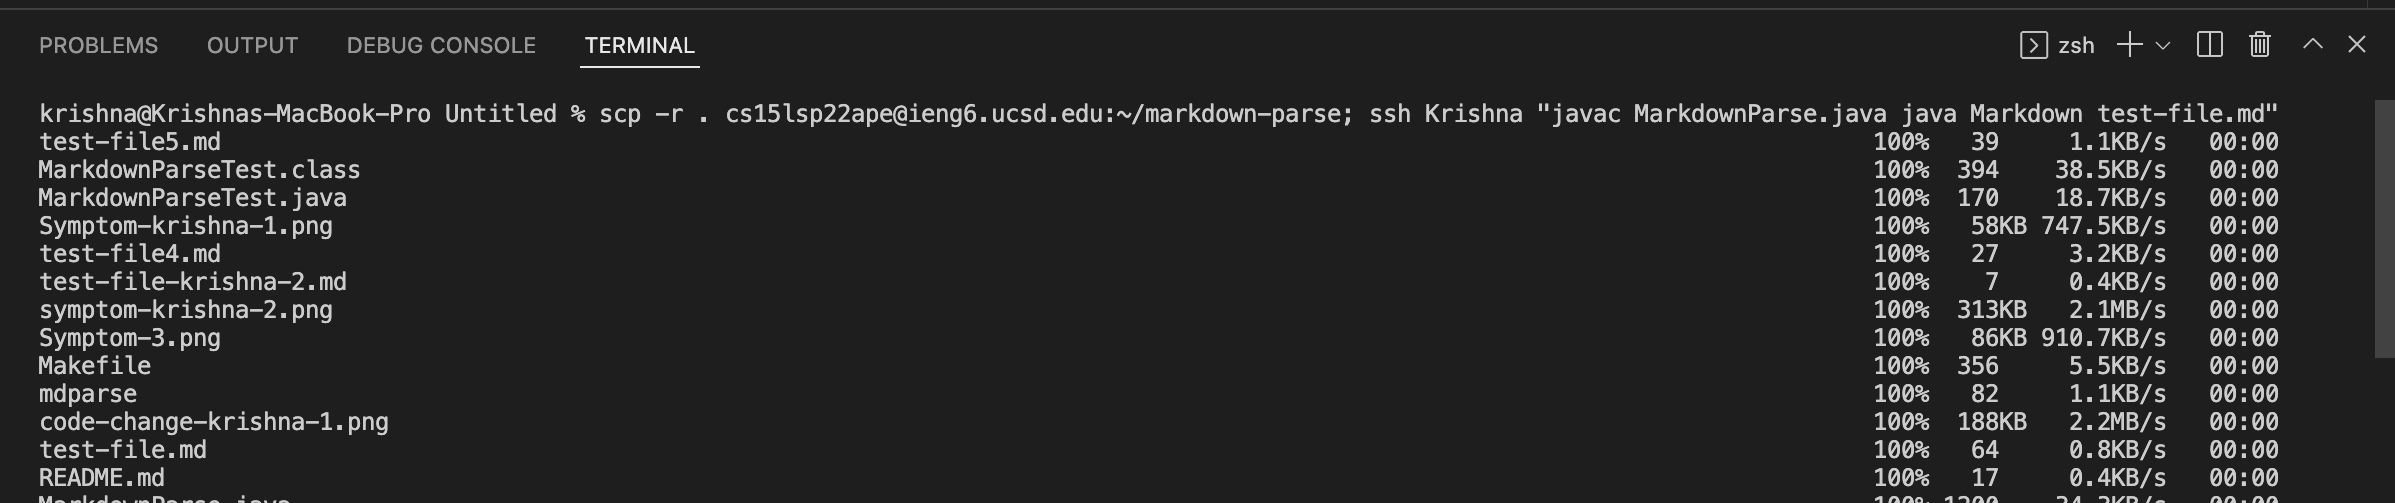 PROBLEMS OUTPUT DEBUG CONSOLE TERMINAL zsh
krishna@Krishnas-MacBook-Pro Untitled % scp -r . cs15lsp22ape@ieng6.ucsd.edu:~/markdown-parse; ssh Krishna "javac MarkdownParse.java java Markdown test-file.md"
test-file5.md 100% 39 1.1KB/s 00:00
MarkdownParseTest.class 100% 394 38.5KB/s 00:00
MarkdownParseTest.java 100% 170 18.7KB/s 00:00
Symptom-krishna-1.png 100% 58KB 747.5KB/s 00:00
test-file4.md 100% 27 3.2KB/s 00:00
test-file-krishna-2.md 100% 7 0.4KB/s 00:00
symptom-krishna-2.png 100% 313KB 2.1MB/s 00:00
Symptom-3.png 100% 86KB 910.7KB/s 00:00
Makefile 100% 356 5.5KB/s 00:00
mdparse 100% 82 1.1KB/s 00:00
code-change-krishna-1.png 100% 188KB 2.2MB/s 00:00
test-file.md 100% 64 0.8KB/s 00:00
README.md 100% 17 0.4KB/s 00:00
MarkdownParse.java 100%